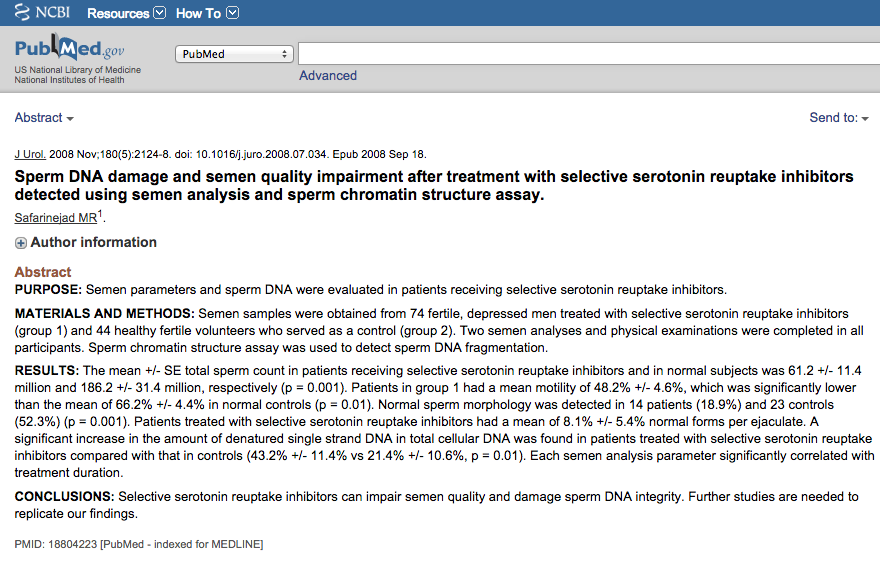 NCBI Resources How To
PubMed.gov
US National Library of Medicine
National Institutes of Health
PubMed
Advanced
Abstract
Send to:
J Urol. 2008 Nov;180(5):2124-8. doi: 10.1016/j.juro.2008.07.034. Epub 2008 Sep 18.
Sperm DNA damage and semen quality impairment after treatment with selective serotonin reuptake inhibitors
detected using semen analysis and sperm chromatin structure assay.
Safarinejad MR1.
Author information
Abstract
PURPOSE: Semen parameters and sperm DNA were evaluated in patients receiving selective serotonin reuptake inhibitors.
MATERIALS AND METHODS: Semen samples were obtained from 74 fertile, depressed men treated with selective serotonin reuptake inhibitors
(group 1) and 44 healthy fertile volunteers who served as a control (group 2). Two semen analyses and physical examinations were completed in all
participants. Sperm chromatin structure assay was used to detect sperm DNA fragmentation.
RESULTS: The mean +/- SE total sperm count in patients receiving selective serotonin reuptake inhibitors and in normal subjects was 61.2 +/- 11.4
million and 186.2 +/- 31.4 million, respectively (p = 0.001). Patients in group 1 had a mean motility of 48.2% +/- 4.6%, which was significantly lower
than the mean of 66.2% +/- 4.4% in normal controls (p = 0.01). Normal sperm morphology was detected in 14 patients (18.9%) and 23 controls
(52.3%) (p = 0.001). Patients treated with selective serotonin reuptake inhibitors had a mean of 8.1% +/- 5.4% normal forms per ejaculate. A
significant increase in the amount of denatured single strand DNA in total cellular DNA was found in patients treated with selective serotonin reuptake
inhibitors compared with that in controls (43.2% +/- 11.4% vs 21.4% +/- 10.6%, p = 0.01). Each semen analysis parameter significantly correlated with
treatment duration.
CONCLUSIONS: Selective serotonin reuptake inhibitors can impair semen quality and damage sperm DNA integrity. Further studies are needed to
replicate our findings.
PMID: 18804223 [PubMed - indexed for MEDLINE]